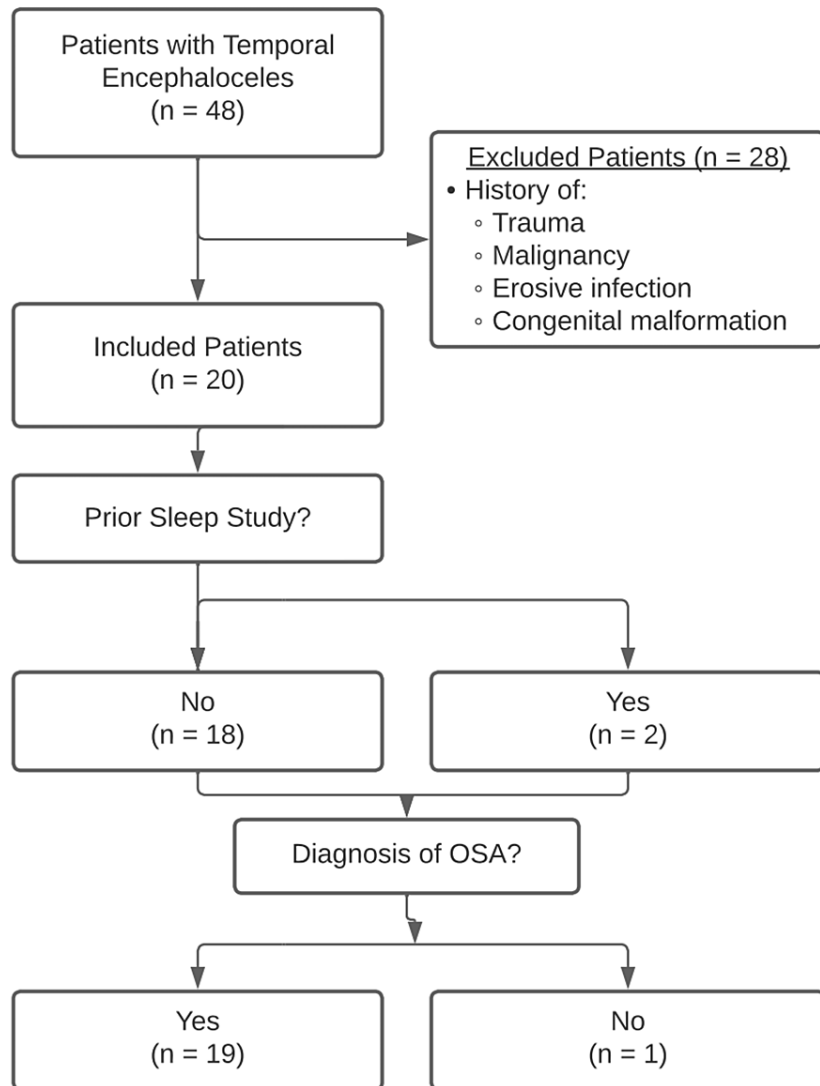 Patients with Temporal
Encephaloceles
(n = 48)
Excluded Patients (n = 28)
• History of:
◦ Trauma
◦ Malignancy
◦ Erosive infection
◦ Congenital malformation
Included Patients
(n = 20)
Prior Sleep Study?
No
(n = 18)
Yes
(n = 2)
Diagnosis of OSA?
Yes
(n = 19)
No
(n = 1)